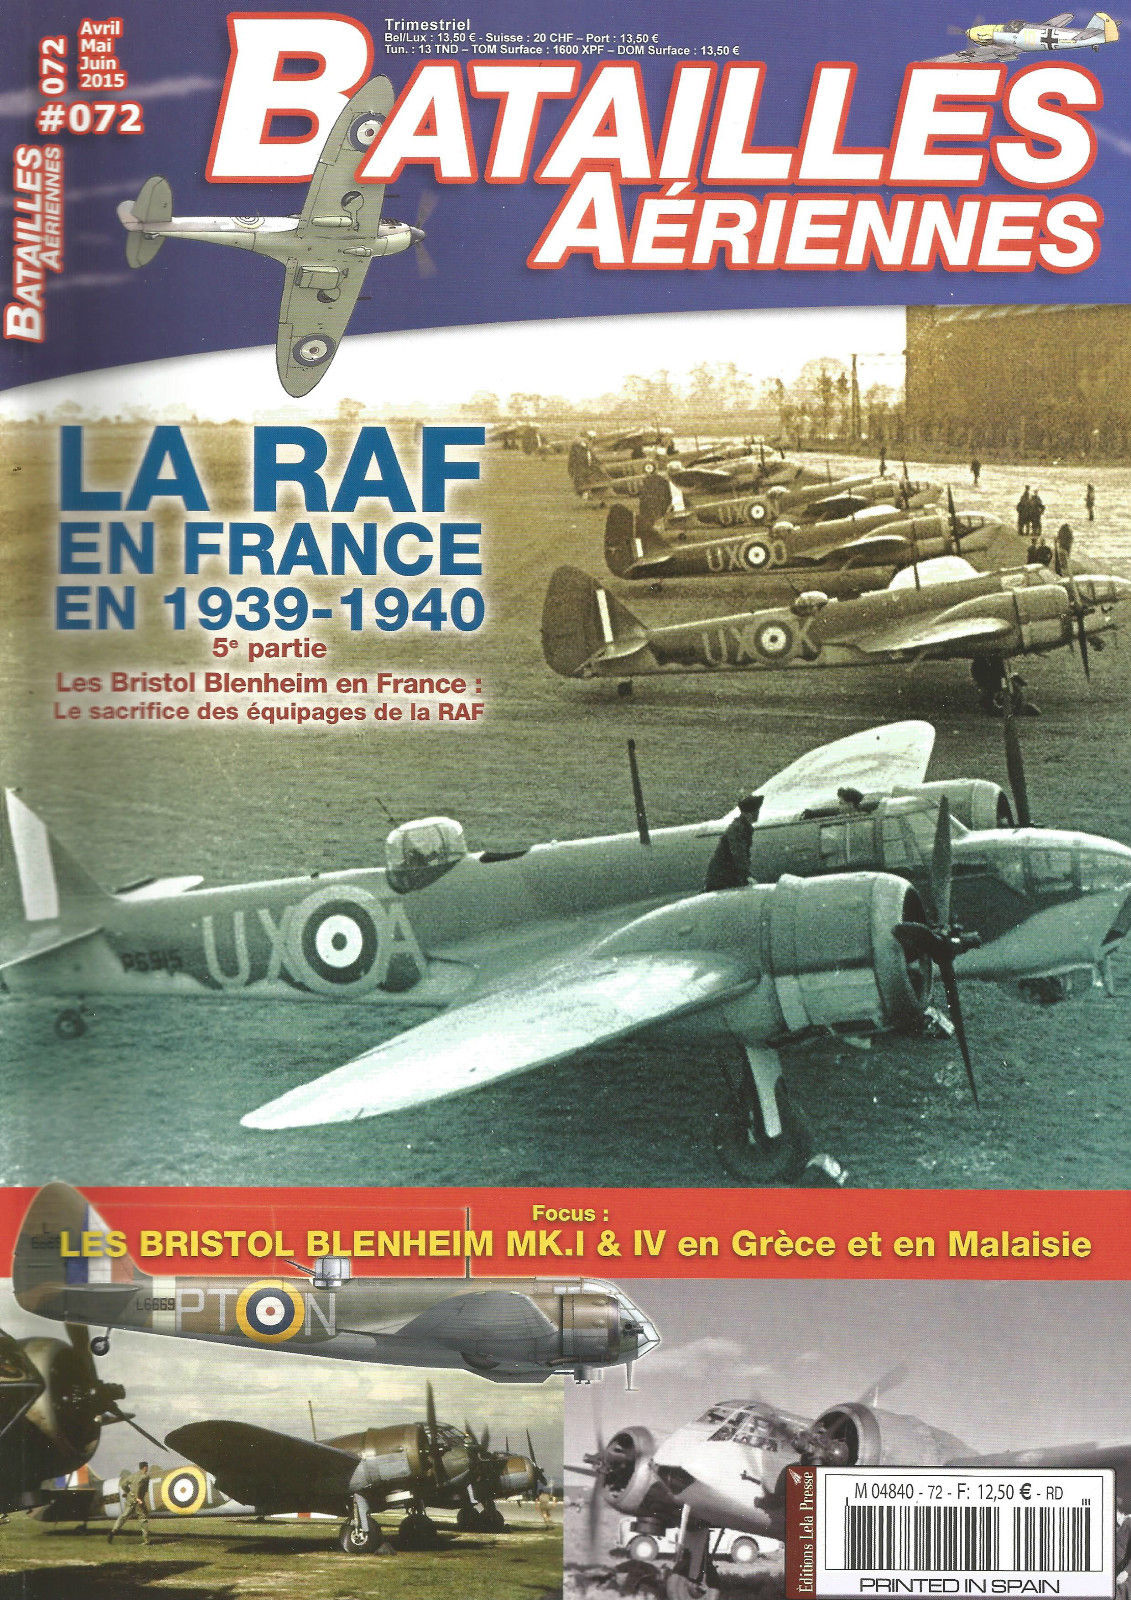 Avril
Mai
Juin
2015
072
#072
BATAILLES
AÉRIENNES
Trimestriel
Bel/Lux : 13,50 € - Suisse : 20 CHF – Port : 13,50 €
Tun. : 13 TND – TOM Surface : 1600 XPF – DOM Surface : 13,50 €
BATAILLES
AÉRIENNES
LA RAF
EN FRANCE
EN 1939-1940
5e partie
Les Bristol Blenheim en France :
Le sacrifice des équipages de la RAF
UX N
UX O
UX K
P6915
UX A
Focus :
LES BRISTOL BLENHEIM MK.I & IV en Grèce et en Malaisie
L6669
PT N
Éditions Lela Presse
M 04840 - 72 - F: 12,50 € - RD
PRINTED IN SPAIN